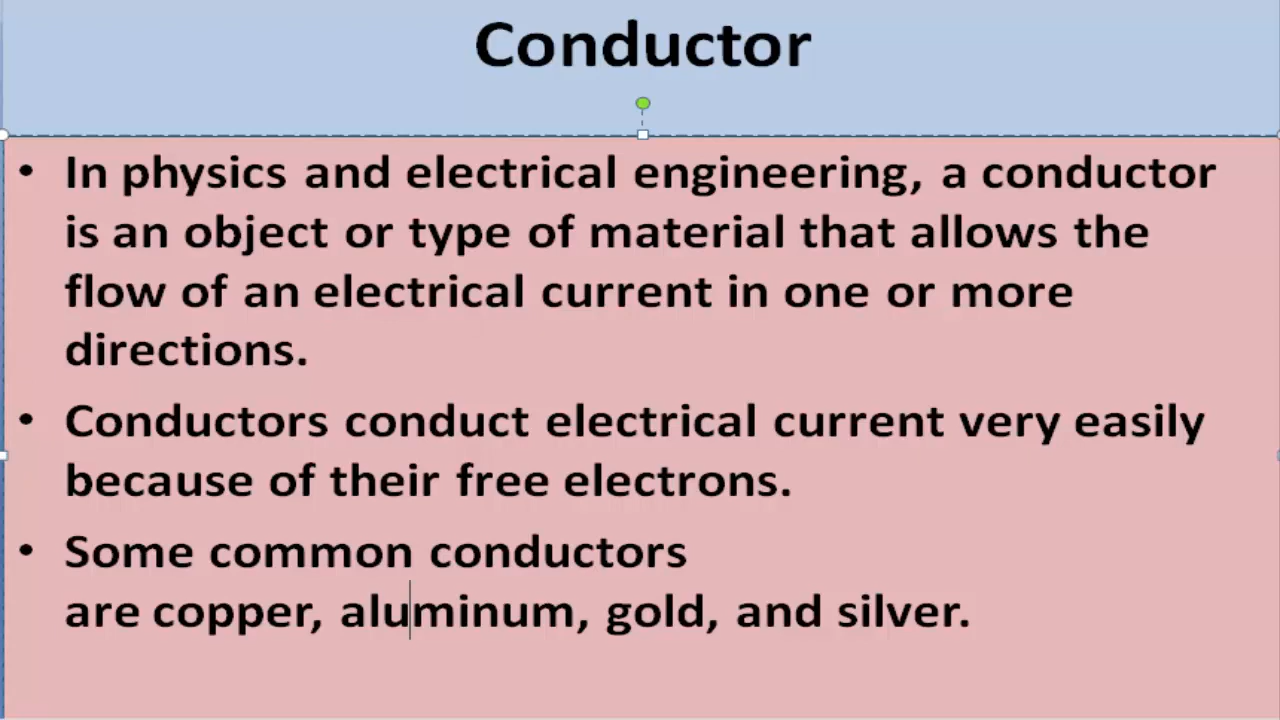 Conductor
• In physics and electrical engineering, a conductor
is an object or type of material that allows the
flow of an electrical current in one or more
directions.
• Conductors conduct electrical current very easily
because of their free electrons.
• Some common conductors
are copper, aluminum, gold, and silver.